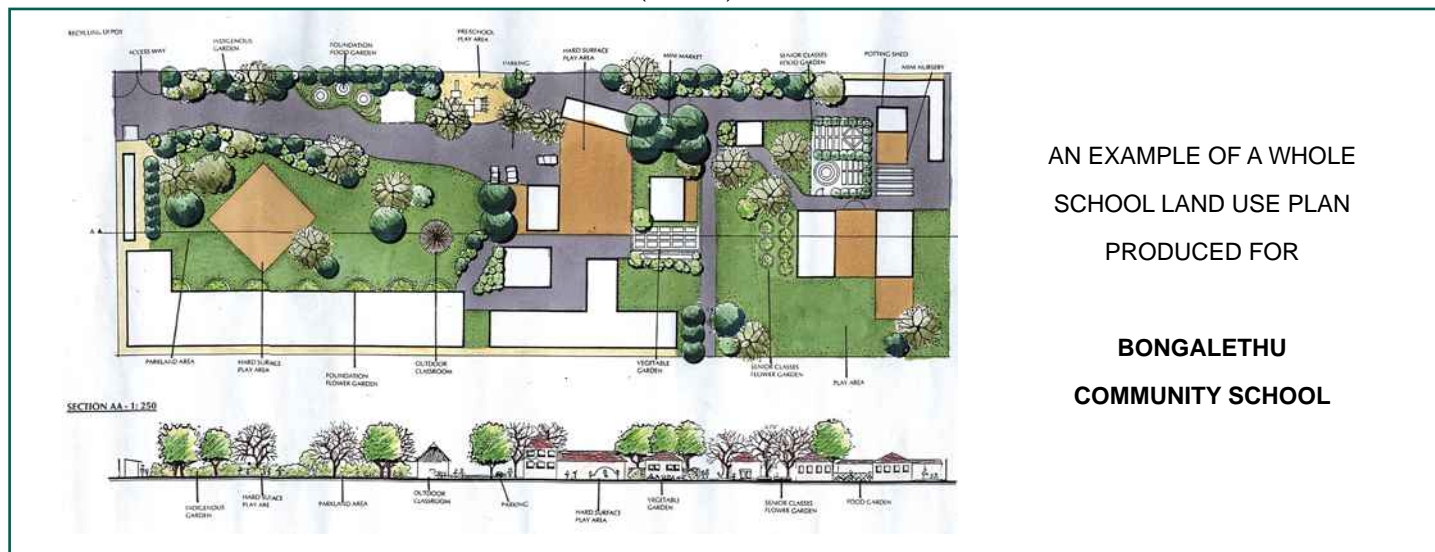 RECYCLING DEPOT
ACCESS WAY
INDIGENOUS
GARDEN
FOUNDATION
FOOD GARDEN
PRE-SCHOOL
PLAY AREA
PARKING
HARD SURFACE
PLAY AREA
MINI MARKET
SENIOR CLASSES
FOOD GARDEN
POTTING SHED
MINI NURSERY
A
PARKLAND AREA
HARD SURFACE
PLAY AREA
FOUNDATION
FLOWER GARDEN
OUTDOOR
CLASSROOM
VEGETABLE
GARDEN
SENIOR CLASSES
FLOWER GARDEN
PLAY AREA
SECTION AA - 1: 250
INDIGENOUS
GARDEN
HARD SURFACE
PLAY ARE
PARKLAND AREA
OUTDOOR
CLASSROOM
PARKING
HARD SURFACE
PLAY AREA
VEGETABLE
GARDEN
SENIOR CLASSES
FLOWER GARDEN
FOOD GARDEN
AN EXAMPLE OF A WHOLE
SCHOOL LAND USE PLAN
PRODUCED FOR
BONGALETHU
COMMUNITY SCHOOL